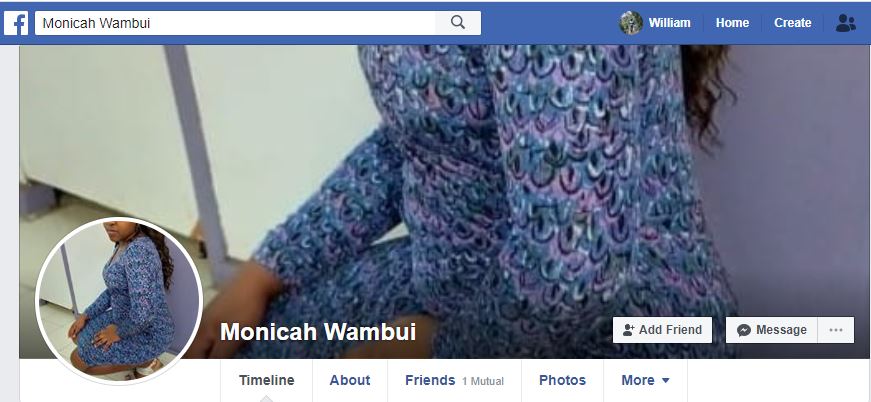 f Monicah Wambui William Home Create
Monicah Wambui
Add Friend Message
Timeline About Friends 1 Mutual Photos More